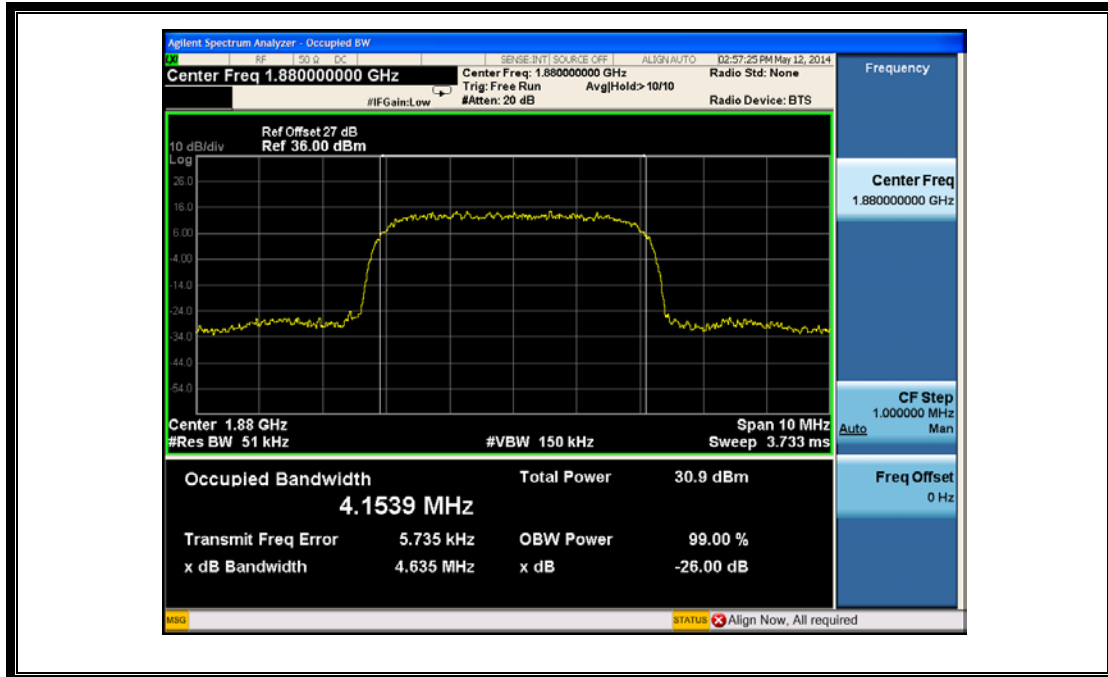 Agilent Spectrum Analyzer - Occupied BW
RF 50 Ω DC SENSE:INT SOURCE OFF ALIGN AUTO 02:57:25 PM May 12, 2014
Center Freq 1.880000000 GHz
Center Freq: 1.880000000 GHz
Radio Std: None
Trig: Free Run Avg|Hold:> 10/10
#IFGain:Low #Atten: 20 dB Radio Device: BTS
Ref Offset 27 dB
10 dB/div Ref 36.00 dBm
Log
26.0
16.0
6.00
-4.00
-14.0
-24.0
-34.0
-44.0
-54.0
Center 1.88 GHz Span 10 MHz
#Res BW 51 kHz #VBW 150 kHz Sweep 3.733 ms
Occupied Bandwidth Total Power 30.9 dBm
4.1539 MHz
Transmit Freq Error 5.735 kHz OBW Power 99.00 %
x dB Bandwidth 4.635 MHz x dB -26.00 dB
Frequency
Center Freq
1.880000000 GHz
CF Step
1.000000 MHz
Auto Man
Freq Offset
0 Hz
MSG STATUS Align Now, All required